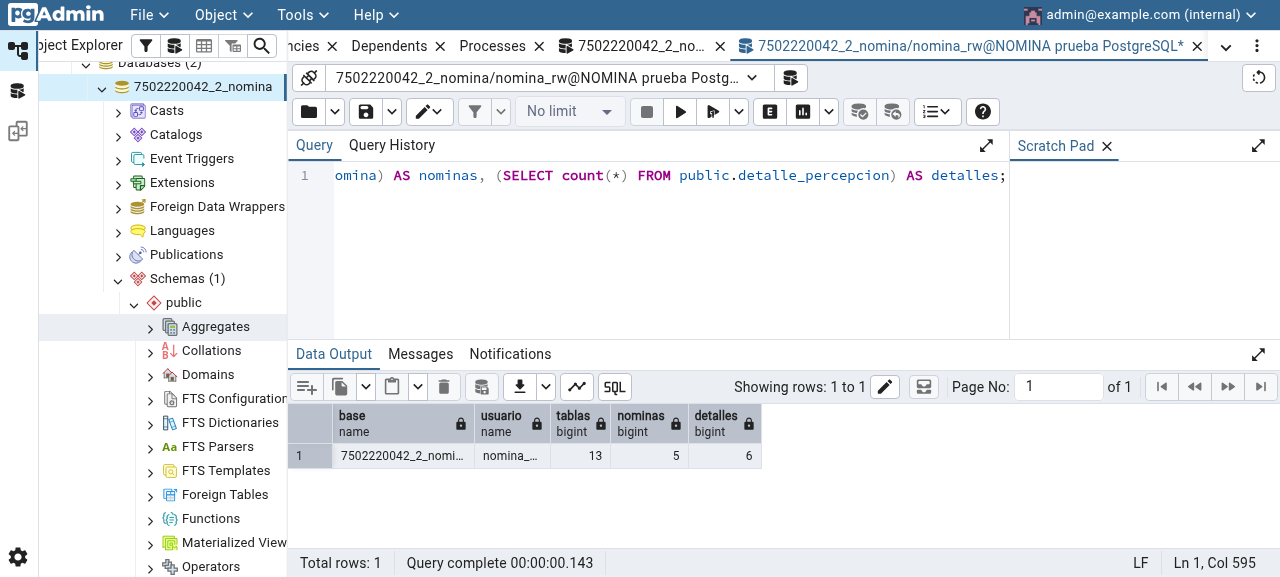 pgAdmin File Object Tools Help admin@example.com (internal)
bject Explorer
ncies Dependents Processes 7502220042_2_no... 7502220042_2_nomina/nomina_rw@NOMINA prueba PostgreSQL*
Databases (2)
7502220042_2_nomina
Casts
Catalogs
Event Triggers
Extensions
Foreign Data Wrappers
Languages
Publications
Schemas (1)
public
Aggregates
Collations
Domains
FTS Configuration
FTS Dictionaries
FTS Parsers
FTS Templates
Foreign Tables
Functions
Materialized View
Operators
7502220042_2_nomina/nomina_rw@NOMINA prueba Postg...
No limit
Query Query History
Scratch Pad
1 omina) AS nominas, (SELECT count(*) FROM public.detalle_percepcion) AS detalles;
Data Output Messages Notifications
SQL Showing rows: 1 to 1 Page No: 1 of 1
base usuario tablas nominas detalles
name name bigint bigint bigint
1 7502220042_2_nomi... nomina_... 13 5 6
Total rows: 1 Query complete 00:00:00.143 LF Ln 1, Col 595